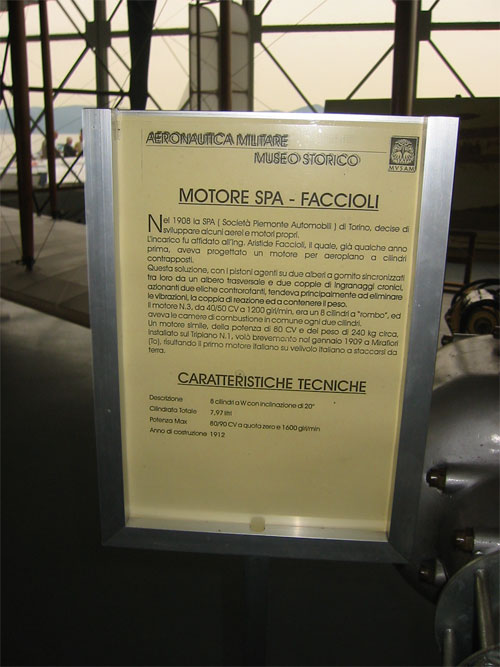 AERONAUTICA MILITARE
MUSEO STORICO
MVSAM
MOTORE SPA - FACCIOLI
Nel 1908 la SPA ( Società Piemonte Automobili ) di Torino, decise di
sviluppare alcuni aerei e motori propri.
L'incarico fu affidato all'ing. Aristide Faccioli, il quale, già qualche anno
prima, aveva progettato un motore per aeroplano a cilindri
contrapposti.
Questa soluzione, con i pistoni agenti su due alberi a gomito sincronizzati
tra loro da un albero trasversale e due coppie di ingranaggi cronici,
azionanti due eliche controrotanti, tendeva principalmente ad eliminare
le vibrazioni, la coppia di reazione ed a contenere il peso.
Il motore N.3, da 40/50 CV a 1200 giri/min, era un 8 cilindri a "rombo", ed
aveva le camere di combustione in comune ogni due cilindri.
Un motore simile, della potenza di 80 CV e del peso di 240 kg circa,
installato sul Triplano N.1, volò brevemente nel gennaio 1909 a Mirafiori
(To), risultando il primo motore italiano su velivolo italiano a staccarsi da
terra.
CARATTERISTICHE TECNICHE
Descrizione 8 cilindri a W con inclinazione di 20°
Cilindrata Totale 7,97 litri
Potenza Max 80/90 CV a quota zero e 1600 giri/min
Anno di costruzione 1912